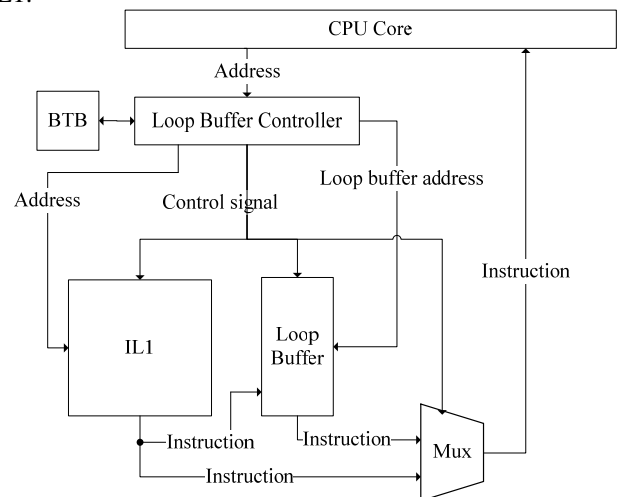 CPU Core
Address
BTB
Loop Buffer Controller
Loop buffer address
Address
Control signal
Instruction
IL1
Loop
Buffer
Instruction
Instruction
Mux
Instruction